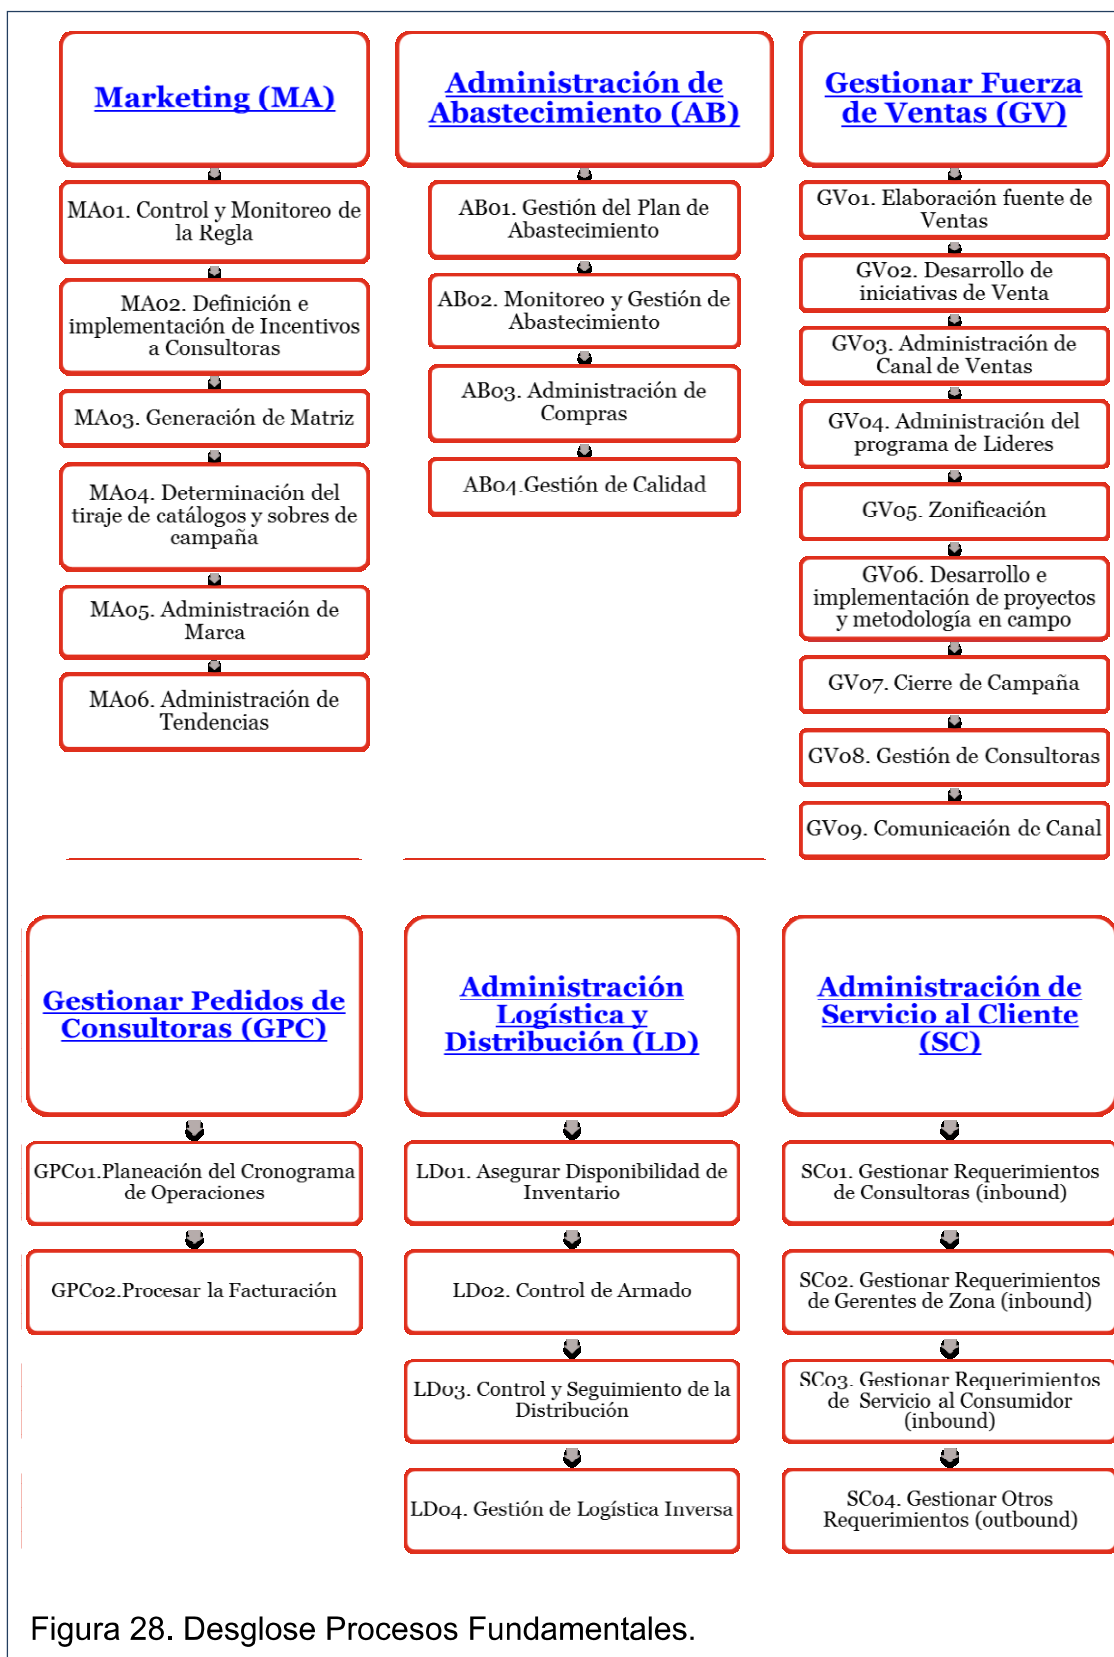 Marketing (MA)
MA01. Control y Monitoreo de
la Regla
MA02. Definición e
implementación de Incentivos
a Consultoras
MA03. Generación de Matriz
MA04. Determinación del
tiraje de catálogos y sobres de
campaña
MA05. Administración de
Marca
MA06. Administración de
Tendencias
Administración de
Abastecimiento (AB)
AB01. Gestión del Plan de
Abastecimiento
AB02. Monitoreo y Gestión de
Abastecimiento
AB03. Administración de
Compras
AB04.Gestión de Calidad
Gestionar Fuerza
de Ventas (GV)
GV01. Elaboración fuente de
Ventas
GV02. Desarrollo de
iniciativas de Venta
GV03. Administración de
Canal de Ventas
GV04. Administración del
programa de Lideres
GV05. Zonificación
GV06. Desarrollo e
implementación de proyectos
y metodología en campo
GV07. Cierre de Campaña
GV08. Gestión de Consultoras
GV09. Comunicación de Canal
Gestionar Pedidos de
Consultoras (GPC)
GPC01.Planeación del Cronograma
de Operaciones
GPC02.Procesar la Facturación
Administración
Logística y
Distribución (LD)
LD01. Asegurar Disponibilidad de
Inventario
LD02. Control de Armado
LD03. Control y Seguimiento de la
Distribución
LD04. Gestión de Logística Inversa
Administración de
Servicio al Cliente
(SC)
SC01. Gestionar Requerimientos
de Consultoras (inbound)
SC02. Gestionar Requerimientos
de Gerentes de Zona (inbound)
SC03. Gestionar Requerimientos
de Servicio al Consumidor
(inbound)
SC04. Gestionar Otros
Requerimientos (outbound)
Figura 28. Desglose Procesos Fundamentales.